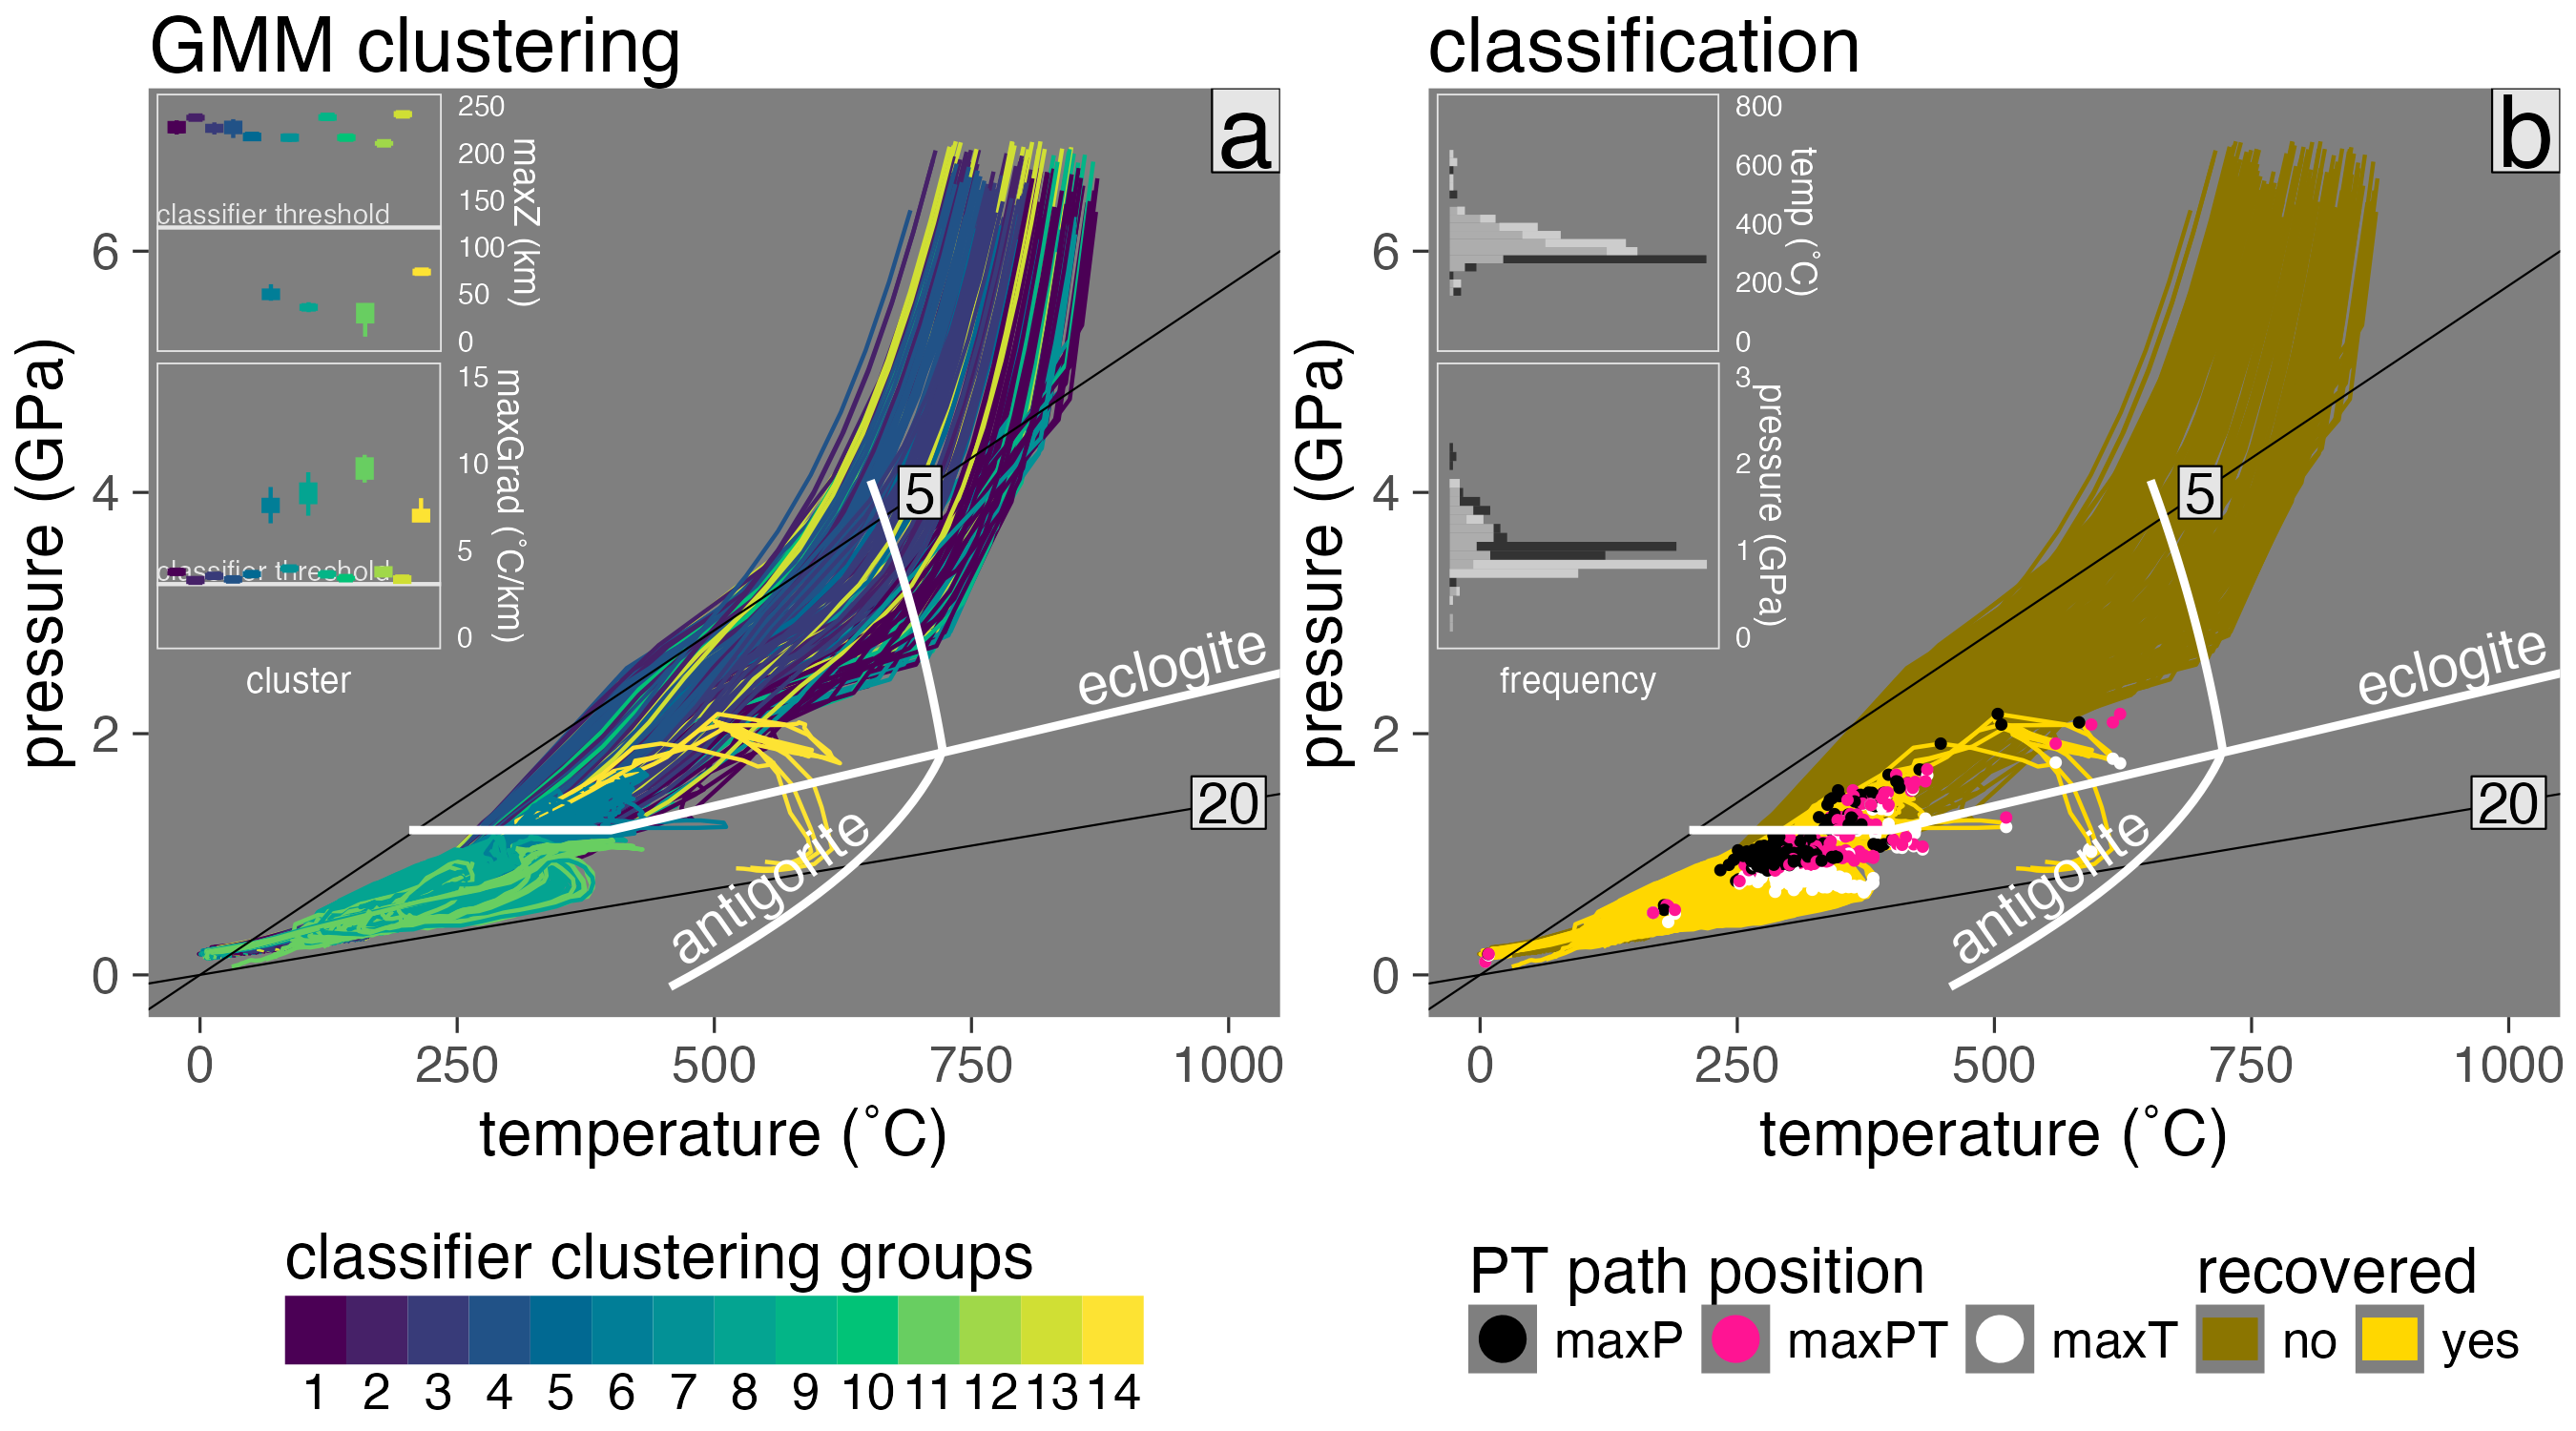 GMM clustering
a
250
200
150
100
50
0
maxZ (km)
classifier threshold
15
10
5
0
maxGrad (˚C/km)
classifier threshold
cluster
6
4
2
0
pressure (GPa)
5
eclogite
20
antigorite
0
250
500
750
1000
temperature (˚C)
classifier clustering groups
1 2 3 4 5 6 7 8 9 10 11 12 13 14
classification
b
800
600
400
200
0
temp (˚C)
3
2
1
0
pressure (GPa)
frequency
6
4
2
0
pressure (GPa)
5
eclogite
20
antigorite
0
250
500
750
1000
temperature (˚C)
PT path position
maxP
maxPT
maxT
recovered
no
yes